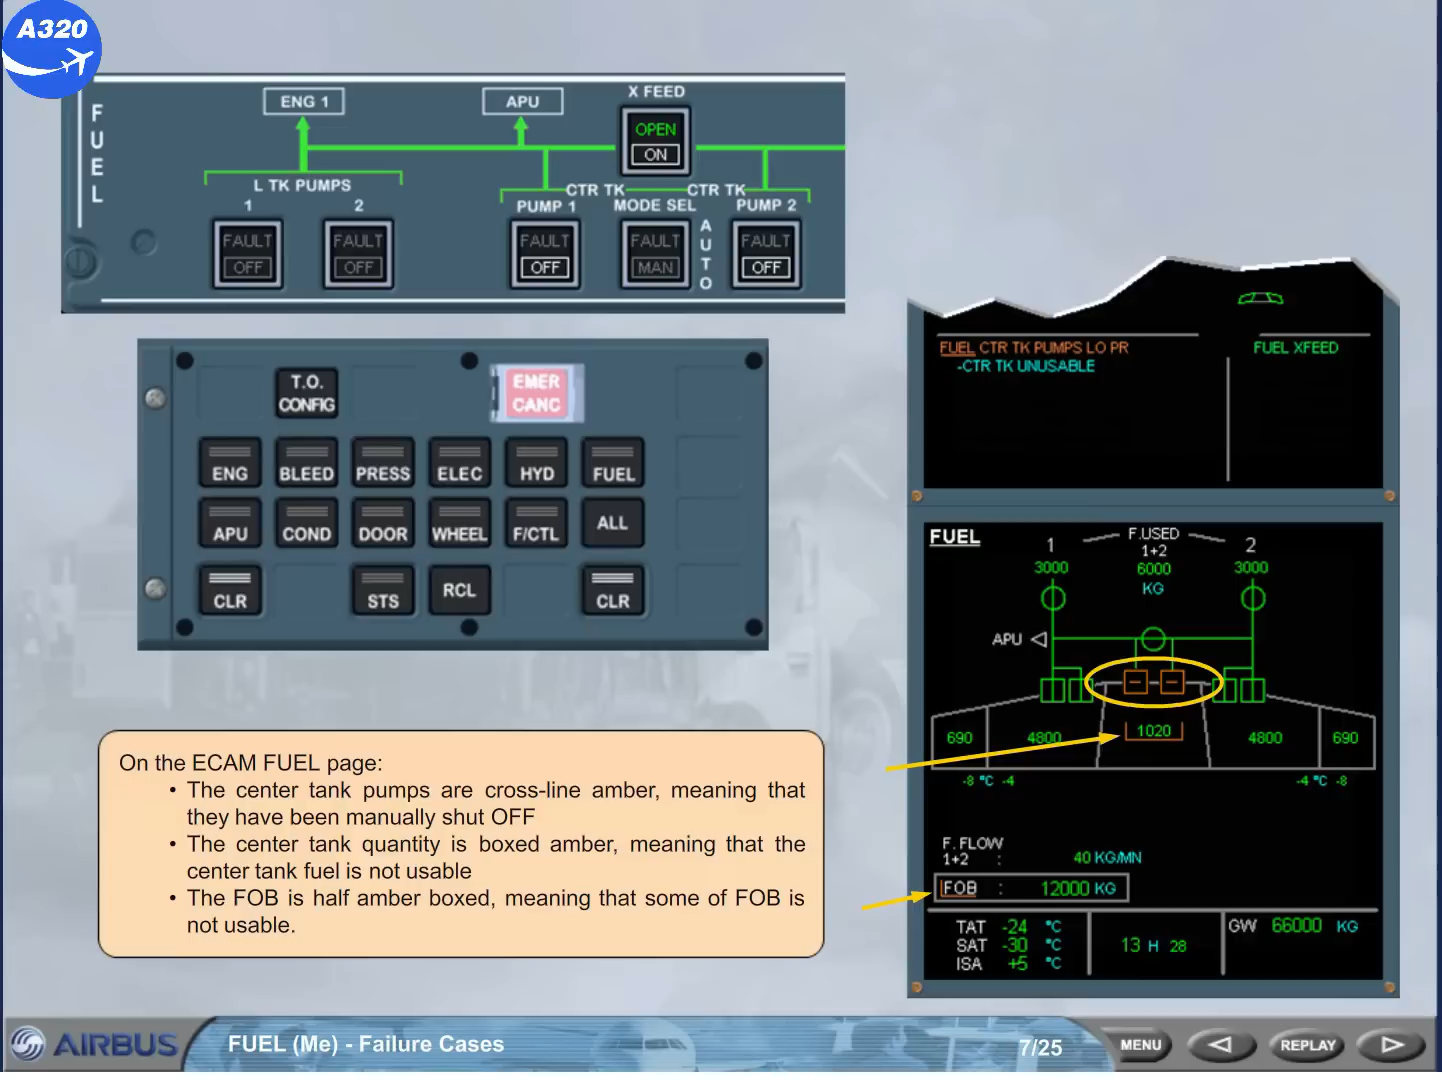 A320
FUEL
ENG 1
APU
X FEED
OPEN
ON
L TK PUMPS
1 2
CTR TK CTR TK
PUMP 1 MODE SEL PUMP 2
AUTO
FAULT FAULT FAULT FAULT FAULT
OFF OFF OFF MAN OFF
T.O.
CONFIG
EMER
CANC
ENG BLEED PRESS ELEC HYD FUEL
APU COND DOOR WHEEL F/CTL ALL
CLR STS RCL CLR
FUEL CTR TK PUMPS LO PR
-CTR TK UNUSABLE
FUEL XFEED
FUEL
1 F.USED 2
1+2
3000 6000 3000
KG
APU
690 4800 1020 4800 690
-8 °C -4 -4 °C -8
F.FLOW
1+2 : 40 KG/MN
FOB : 12000 KG
TAT -24 °C
SAT -30 °C
ISA +5 °C
13 H 28
GW 66000 KG
On the ECAM FUEL page:
• The center tank pumps are cross-line amber, meaning that
they have been manually shut OFF
• The center tank quantity is boxed amber, meaning that the
center tank fuel is not usable
• The FOB is half amber boxed, meaning that some of FOB is
not usable.
AIRBUS
FUEL (Me) - Failure Cases
7/25
MENU
REPLAY